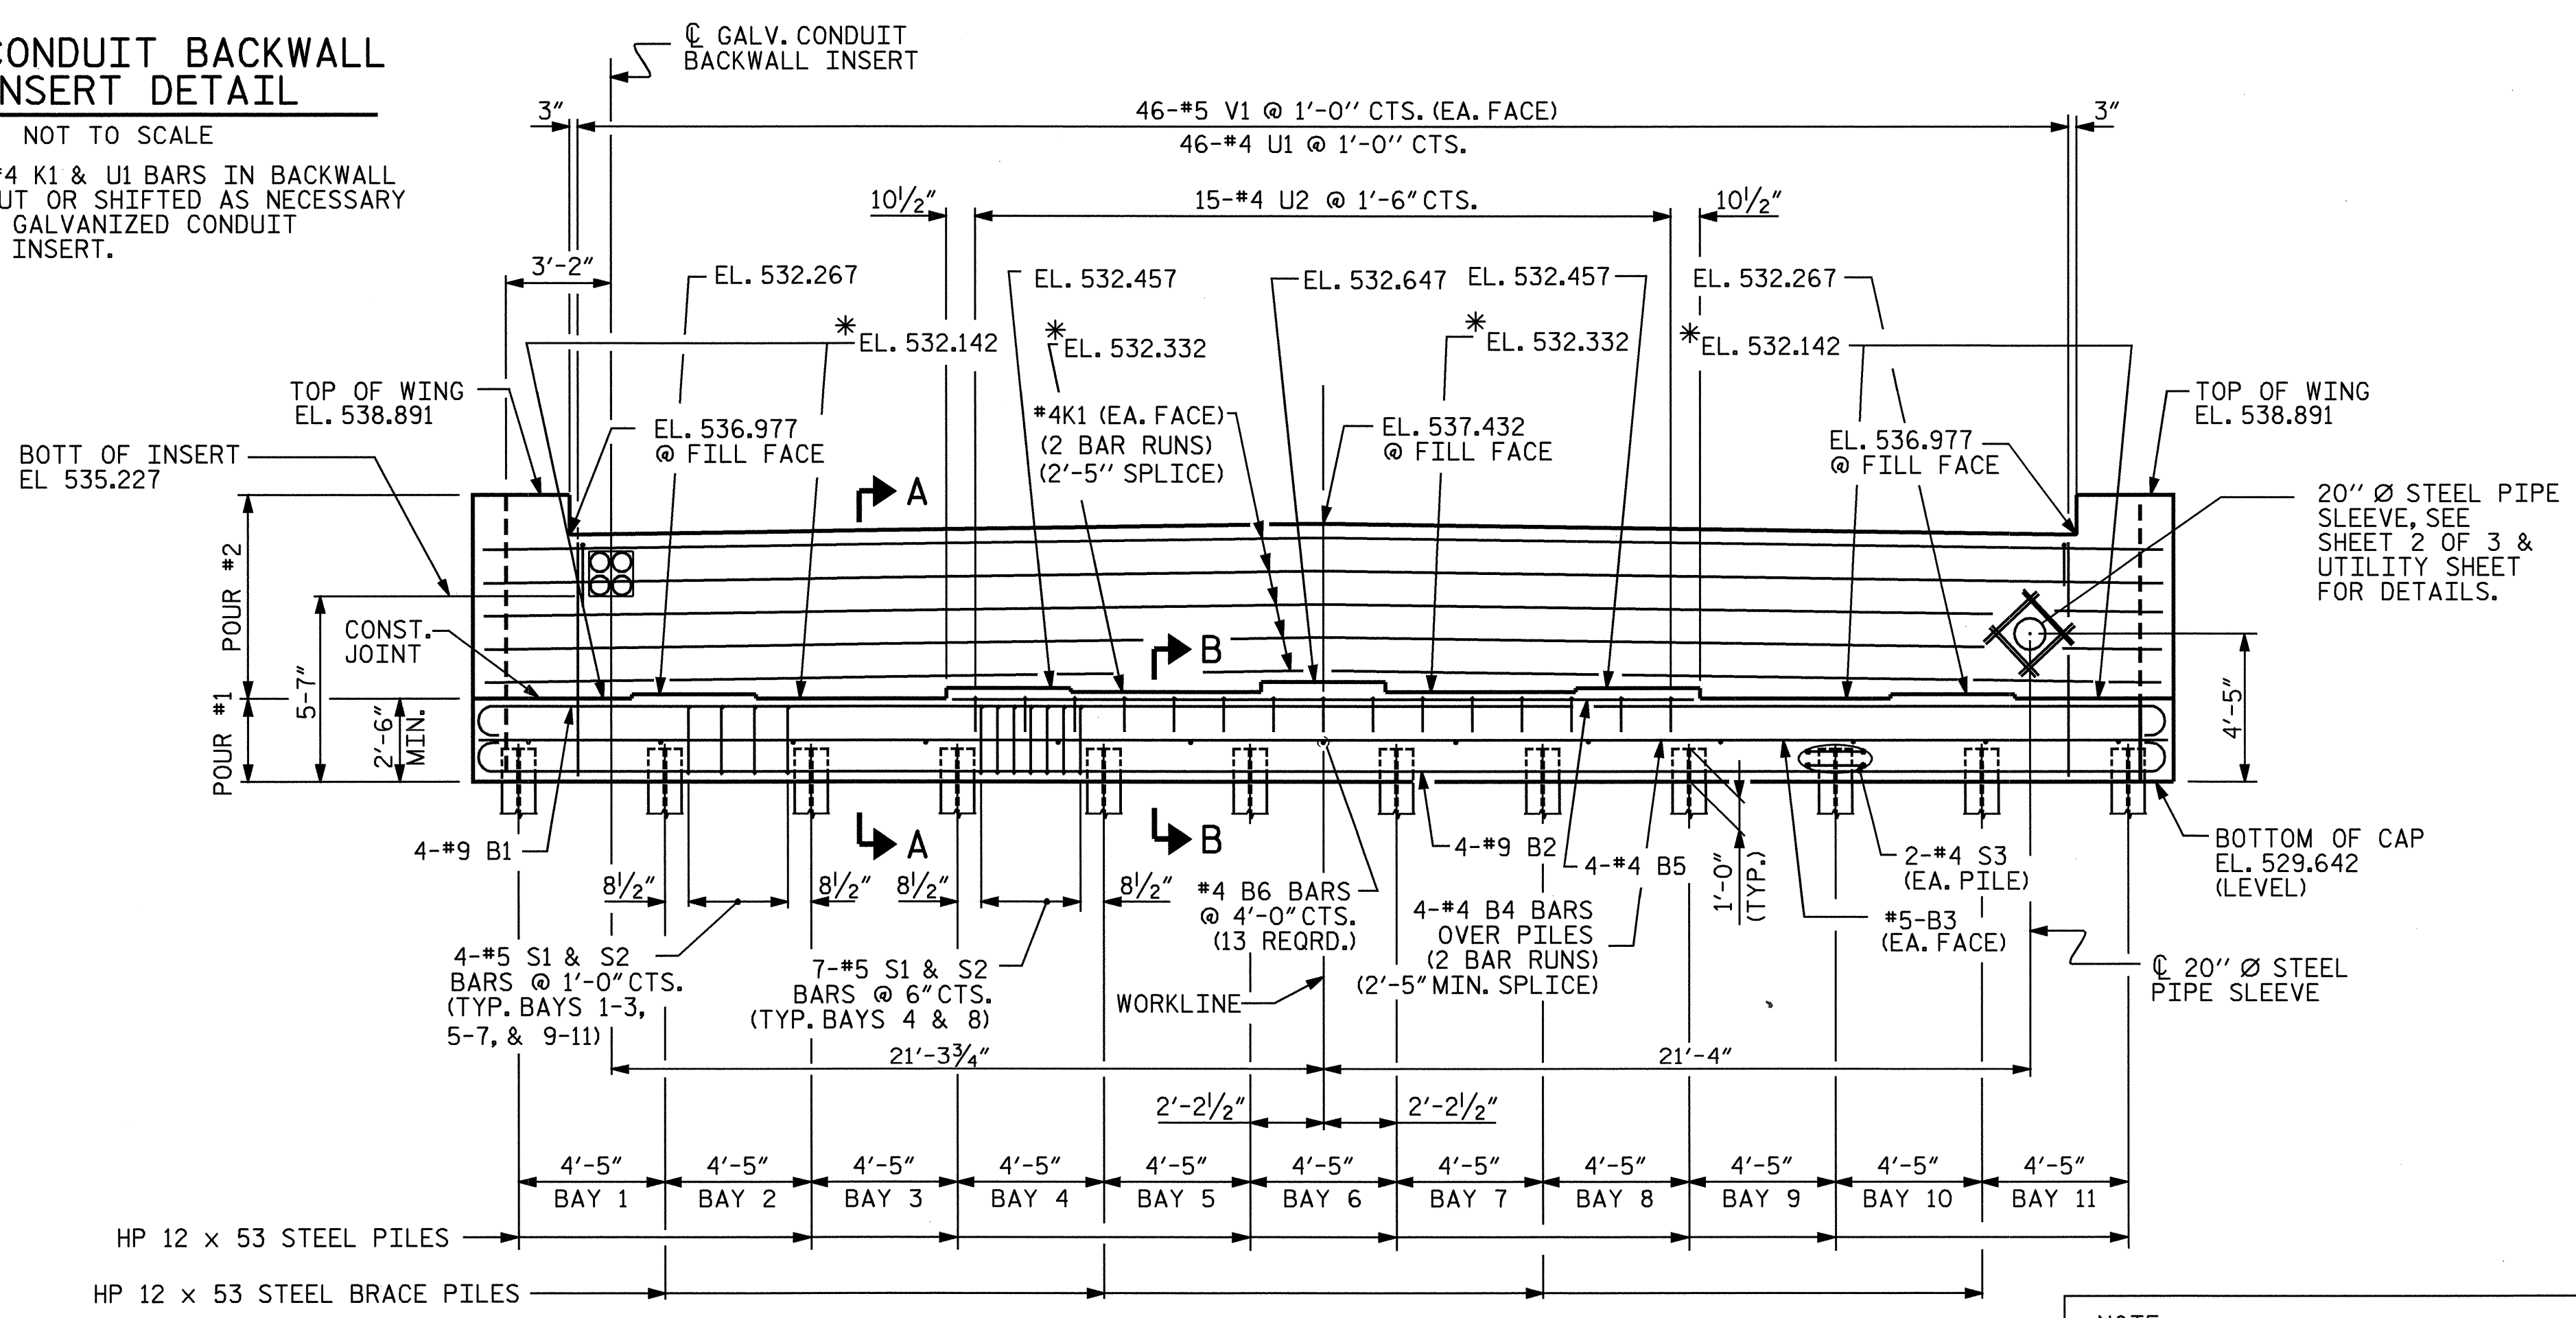 CONDUIT BACKWALL
INSERT DETAIL
NOT TO SCALE
#4 K1 & U1 BARS IN BACKWALL
UT OR SHIFTED AS NECESSARY
GALVANIZED CONDUIT
INSERT.
℄ GALV. CONDUIT
BACKWALL INSERT
3"
46-#5 V1 @ 1'-0" CTS. (EA. FACE)
3"
46-#4 U1 @ 1'-0" CTS.
10½"
15-#4 U2 @ 1'-6" CTS.
10½"
3'-2"
EL. 532.267
EL. 532.457
EL. 532.647
EL. 532.457
EL. 532.267
*EL. 532.142
*EL. 532.332
*EL. 532.332
*EL. 532.142
TOP OF WING
EL. 538.891
BOTT OF INSERT
EL 535.227
EL. 536.977
@ FILL FACE
#4K1 (EA. FACE)
(2 BAR RUNS)
(2'-5" SPLICE)
EL. 537.432
@ FILL FACE
EL. 536.977
@ FILL FACE
TOP OF WING
EL. 538.891
20" Ø STEEL PIPE
SLEEVE, SEE
SHEET 2 OF 3 &
UTILITY SHEET
FOR DETAILS.
A
B
POUR #2
CONST.
JOINT
POUR #1
5-7"
2'-6"
MIN.
4'-5"
A
B
4-#9 B1
4-#9 B2
4-#4 B5
1'-0"
(TYP.)
2-#4 S3
(EA. PILE)
BOTTOM OF CAP
EL. 529.642
(LEVEL)
8½"
8½"
8½"
8½"
#4 B6 BARS
@ 4'-0" CTS.
(13 REQRD.)
4-#4 B4 BARS
OVER PILES
(2 BAR RUNS)
(2'-5" MIN. SPLICE)
#5-B3
(EA. FACE)
4-#5 S1 & S2
BARS @ 1'-0" CTS.
(TYP. BAYS 1-3,
5-7, & 9-11)
7-#5 S1 & S2
BARS @ 6" CTS.
(TYP. BAYS 4 & 8)
WORKLINE
℄ 20" Ø STEEL
PIPE SLEEVE
21'-3¾"
21'-4"
2'-2½"
2'-2½"
4'-5" 4'-5" 4'-5" 4'-5" 4'-5" 4'-5" 4'-5" 4'-5" 4'-5" 4'-5" 4'-5"
BAY 1 BAY 2 BAY 3 BAY 4 BAY 5 BAY 6 BAY 7 BAY 8 BAY 9 BAY 10 BAY 11
HP 12 x 53 STEEL PILES
HP 12 x 53 STEEL BRACE PILES